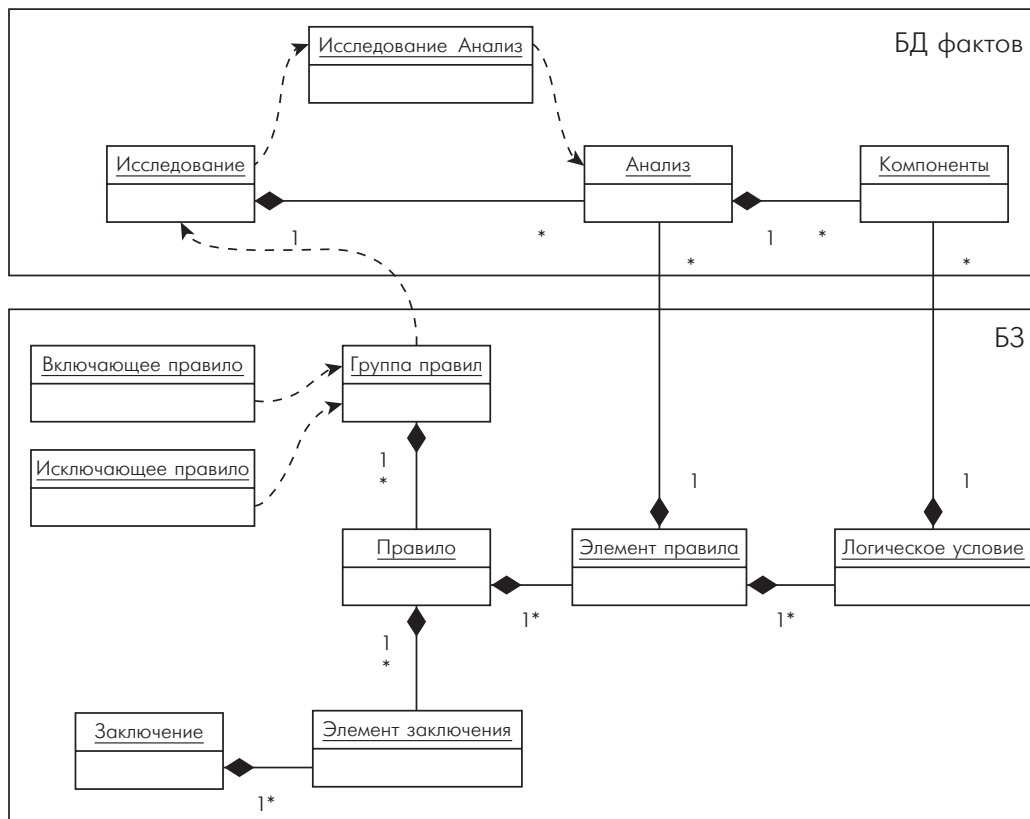 БД фактов
Исследование Анализ
Исследование
Анализ
Компоненты
1
*
1
*
*
*
БЗ
Включающее правило
Группа правил
Исключающее правило
1
*
1
1
Правило
Элемент правила
Логическое условие
1*
1*
1
*
Заключение
Элемент заключения
1*